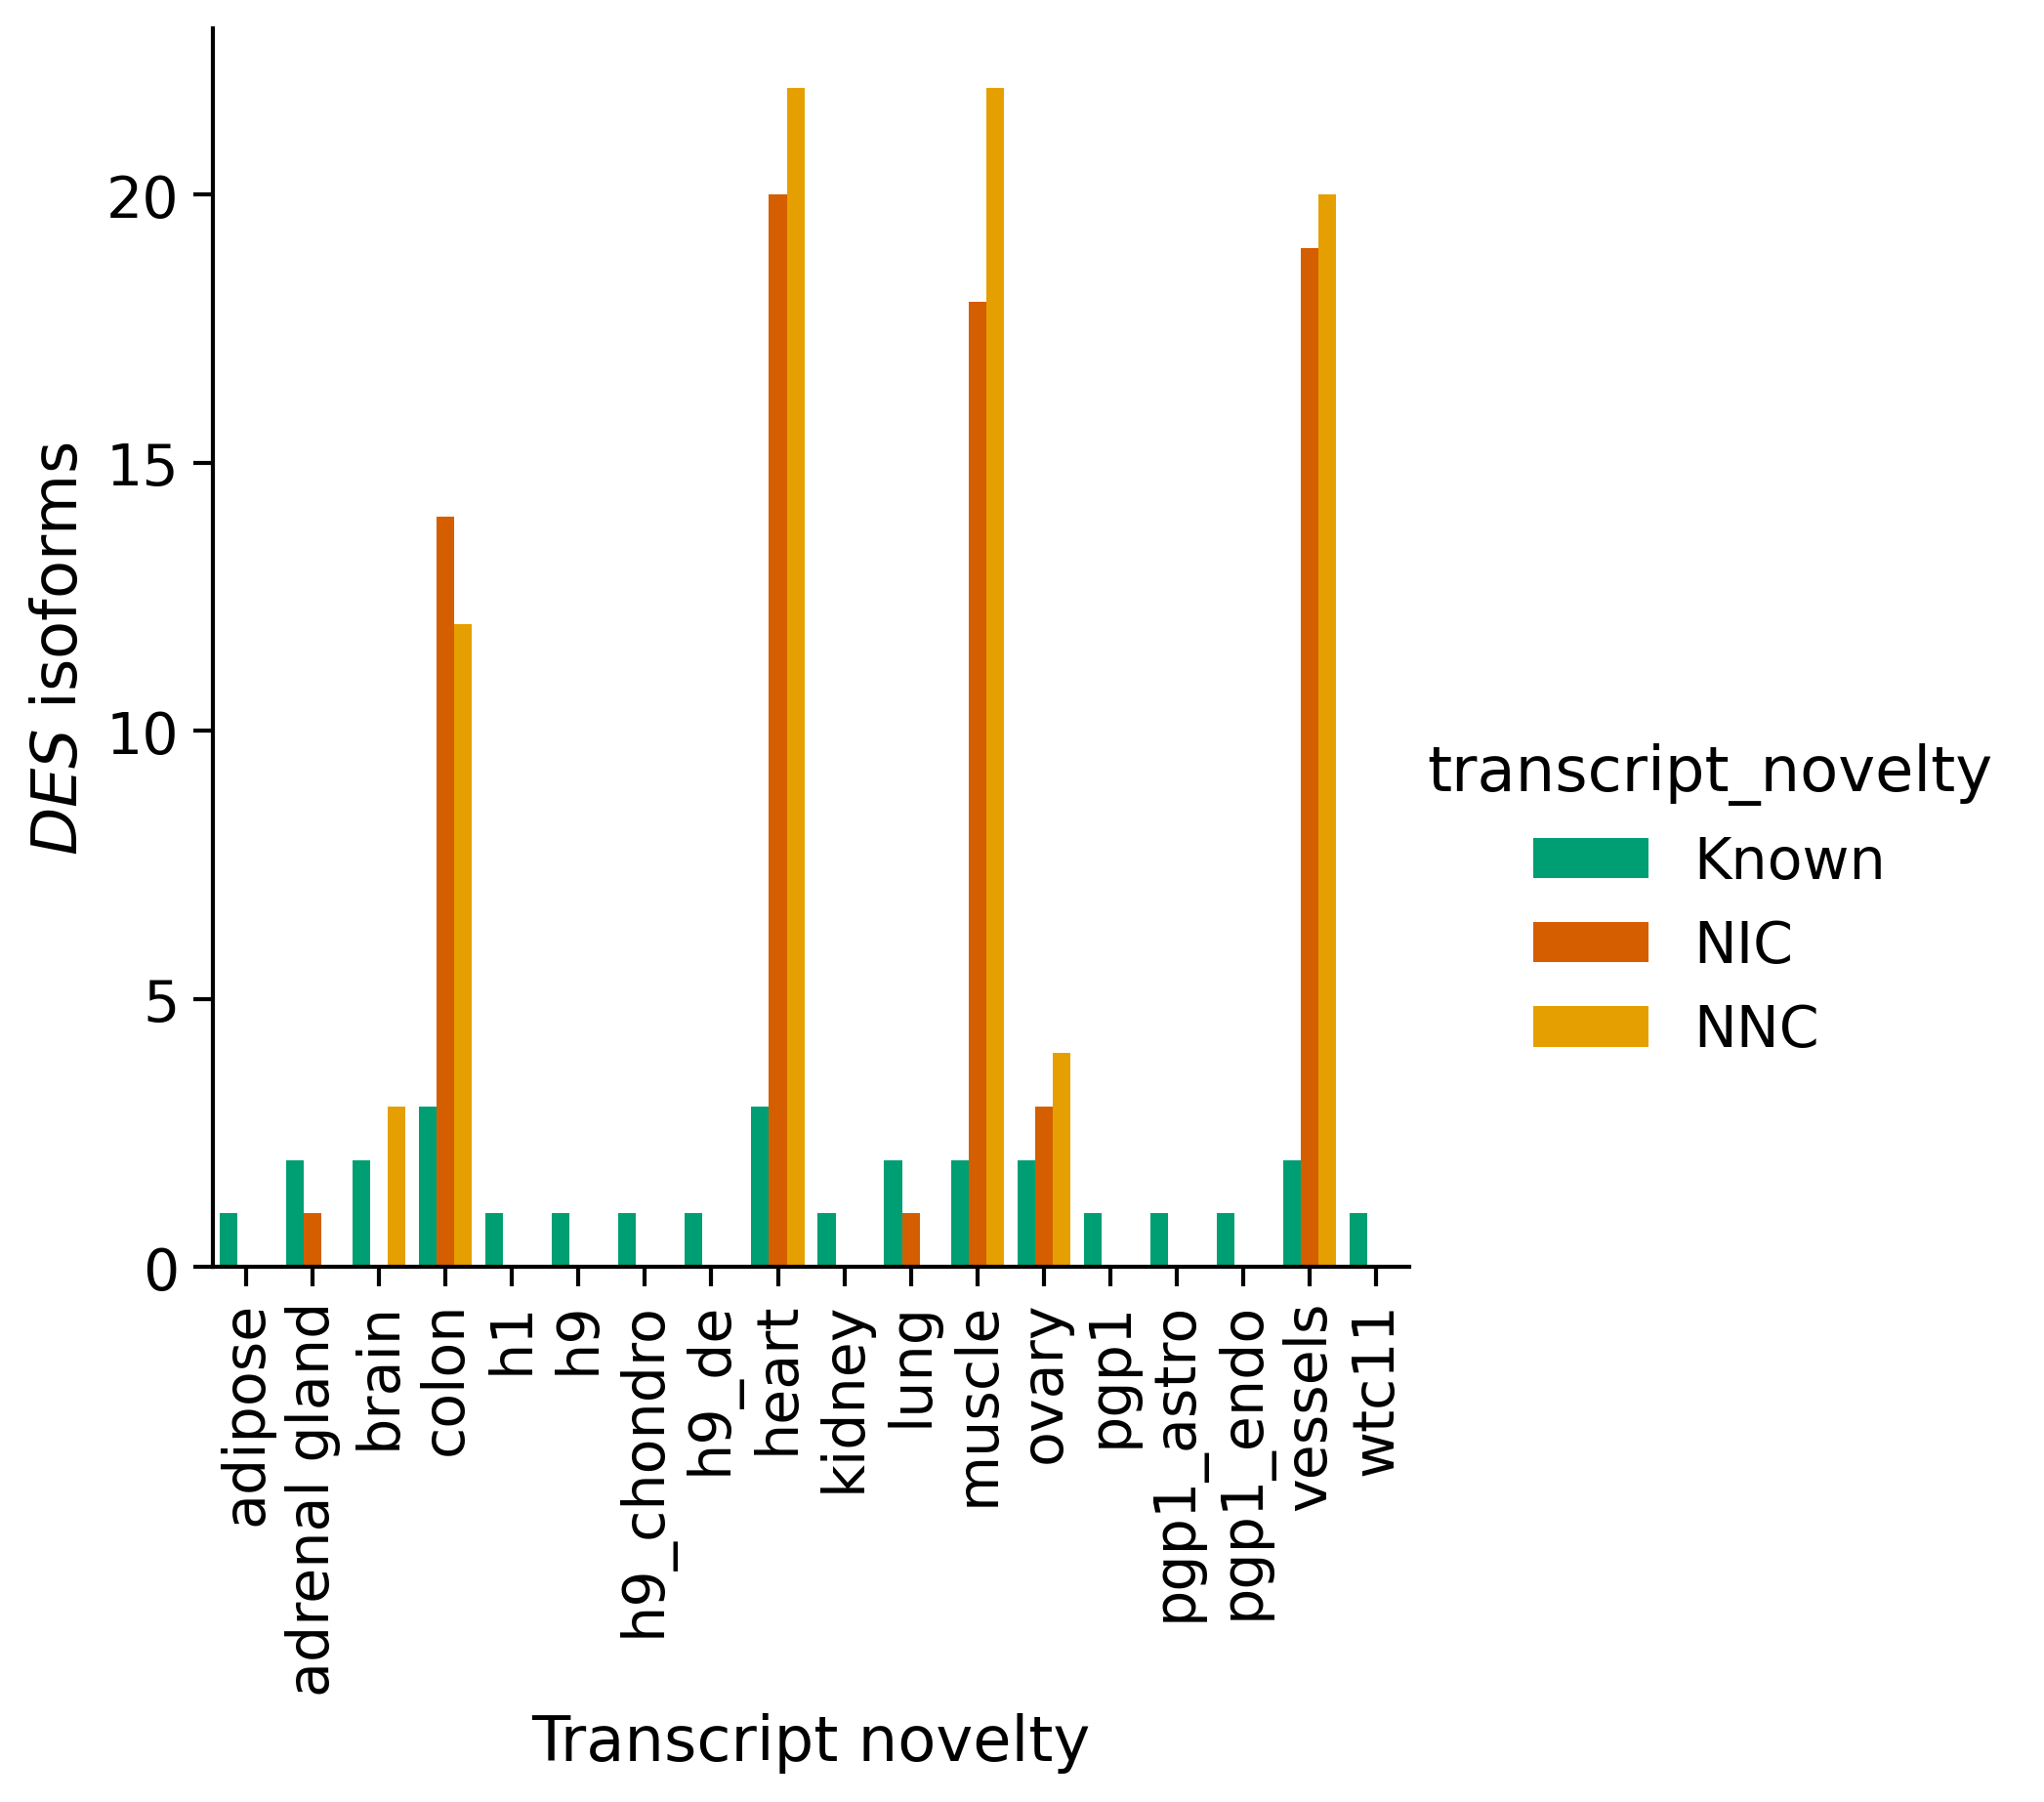 DES isoforms
20
15
10
5
0
adipose
adrenal gland
brain
colon
h1
h9
h9_chondro
h9_de
heart
kidney
lung
muscle
ovary
pgp1
pgp1_astro
pgp1_endo
vessels
wtc11
Transcript novelty
transcript_novelty
Known
NIC
NNC